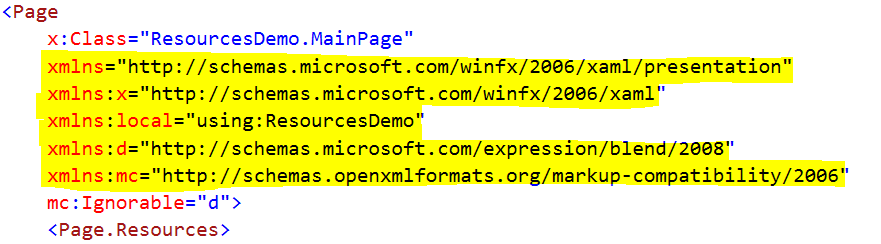 <Page
x:Class="ResourcesDemo.MainPage"
xmlns="http://schemas.microsoft.com/winfx/2006/xaml/presentation"
xmlns:x="http://schemas.microsoft.com/winfx/2006/xaml"
xmlns:local="using:ResourcesDemo"
xmlns:d="http://schemas.microsoft.com/expression/blend/2008"
xmlns:mc="http://schemas.openxmlformats.org/markup-compatibility/2006"
mc:Ignorable="d">
<Page.Resources>